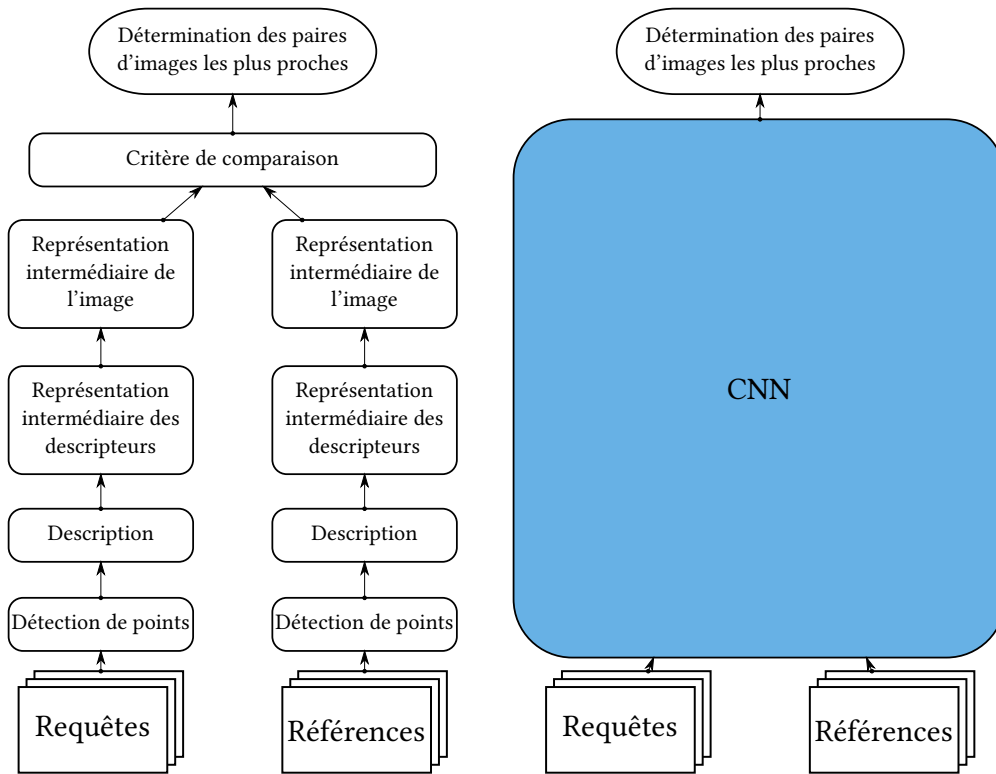 Détermination des paires
d'images les plus proches
Critère de comparaison
Représentation
intermédiaire de
l'image
Représentation
intermédiaire de
l'image
Représentation
intermédiaire des
descripteurs
Représentation
intermédiaire des
descripteurs
Description
Description
Détection de points
Détection de points
Requêtes
Références
Détermination des paires
d'images les plus proches
CNN
Requêtes
Références